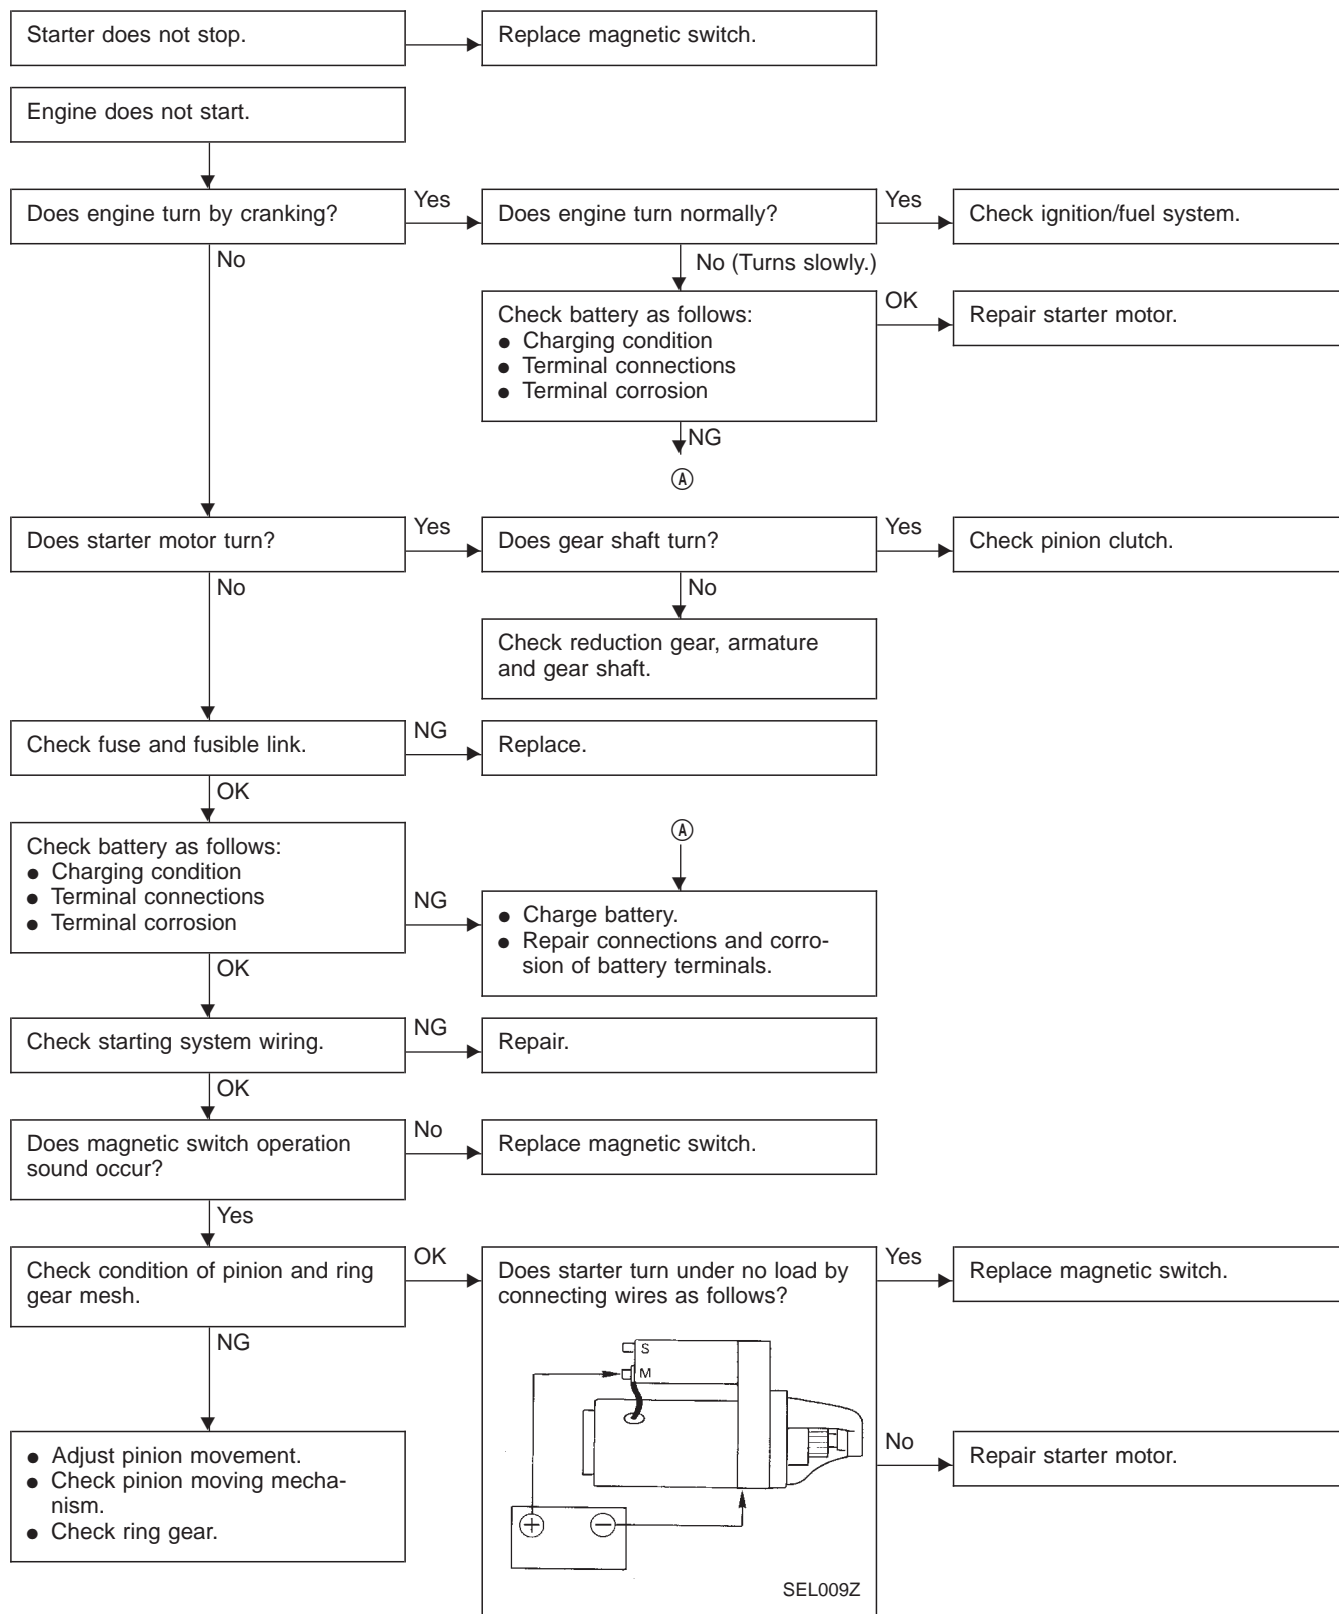 Starter does not stop.
Replace magnetic switch.
Engine does not start.
Does engine turn by cranking?
Yes
Does engine turn normally?
Yes
Check ignition/fuel system.
No
No (Turns slowly.)
Check battery as follows:
● Charging condition
● Terminal connections
● Terminal corrosion
OK
Repair starter motor.
NG
Ⓐ
Does starter motor turn?
Yes
Does gear shaft turn?
Yes
Check pinion clutch.
No
No
Check reduction gear, armature
and gear shaft.
Check fuse and fusible link.
NG
Replace.
OK
Check battery as follows:
● Charging condition
● Terminal connections
● Terminal corrosion
NG
Ⓐ
● Charge battery.
● Repair connections and corro-
sion of battery terminals.
OK
Check starting system wiring.
NG
Repair.
OK
Does magnetic switch operation
sound occur?
No
Replace magnetic switch.
Yes
Check condition of pinion and ring
gear mesh.
OK
Does starter turn under no load by
connecting wires as follows?
S
M
+
−
SEL009Z
Yes
Replace magnetic switch.
No
Repair starter motor.
NG
● Adjust pinion movement.
● Check pinion moving mecha-
nism.
● Check ring gear.